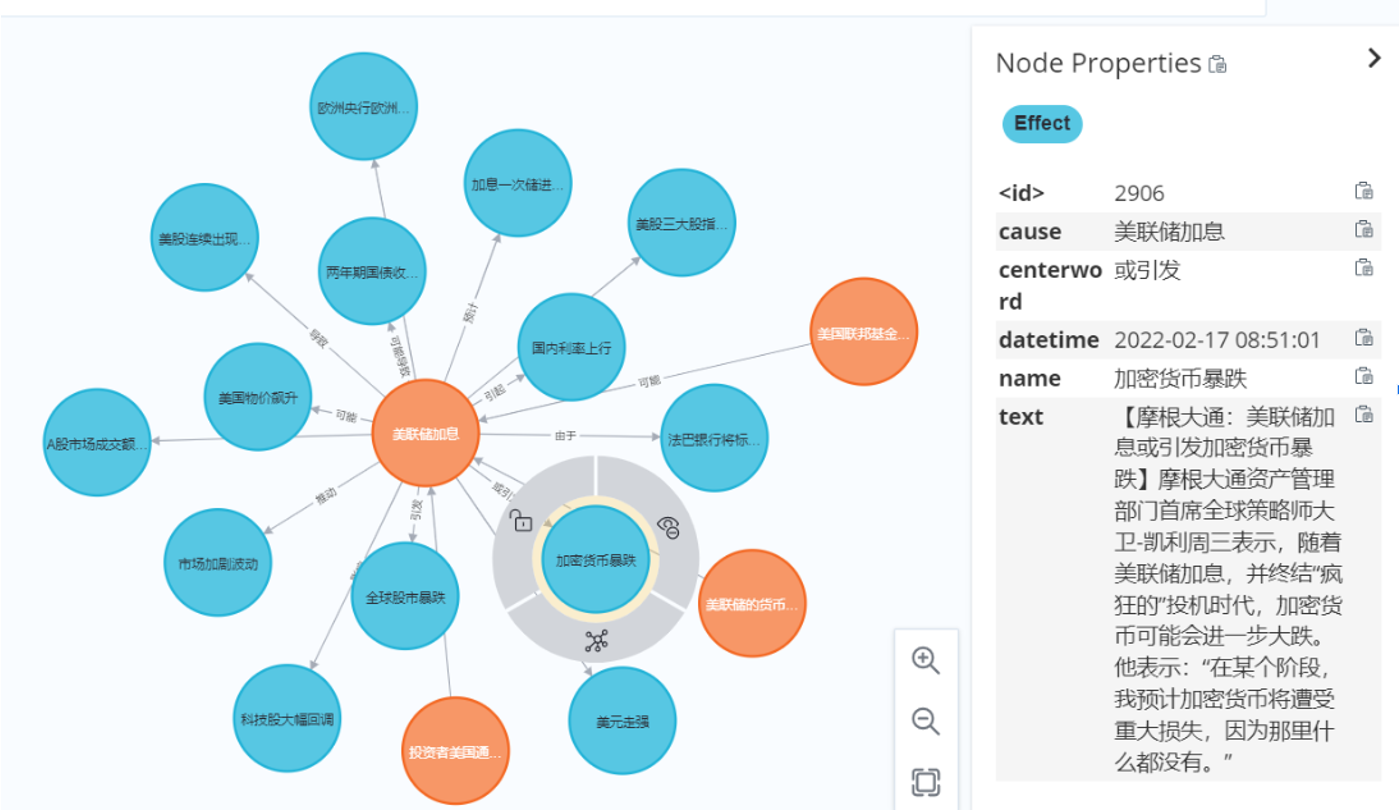 欧洲央行欧洲...
加息一次储进...
美股三大股指...
美股连续出现...
两年期国债收...
预计
美国联邦基金...
导致
可能导致
国内利率上行
美国物价飙升
可能
引起
可能
A股市场成交额...
美联储加息
由于
法巴银行将标...
推动
引发
或引
市场加剧波动
全球股市暴跌
加密货币暴跌
美联储的货币...
科技股大幅回调
投资者美国通...
美元走强
Node Properties
Effect
<id> 2906
cause 美联储加息
centerwo 或引发
rd
datetime 2022-02-17 08:51:01
name 加密货币暴跌
text 【摩根大通：美联储加
息或引发加密货币暴
跌】摩根大通资产管理
部门首席全球策略师大
卫-凯利周三表示，随着
美联储加息，并终结“疯
狂的”投机时代，加密货
币可能会进一步大跌。
他表示：“在某个阶段，
我预计加密货币将遭受
重大损失，因为那里什
么都没有。”